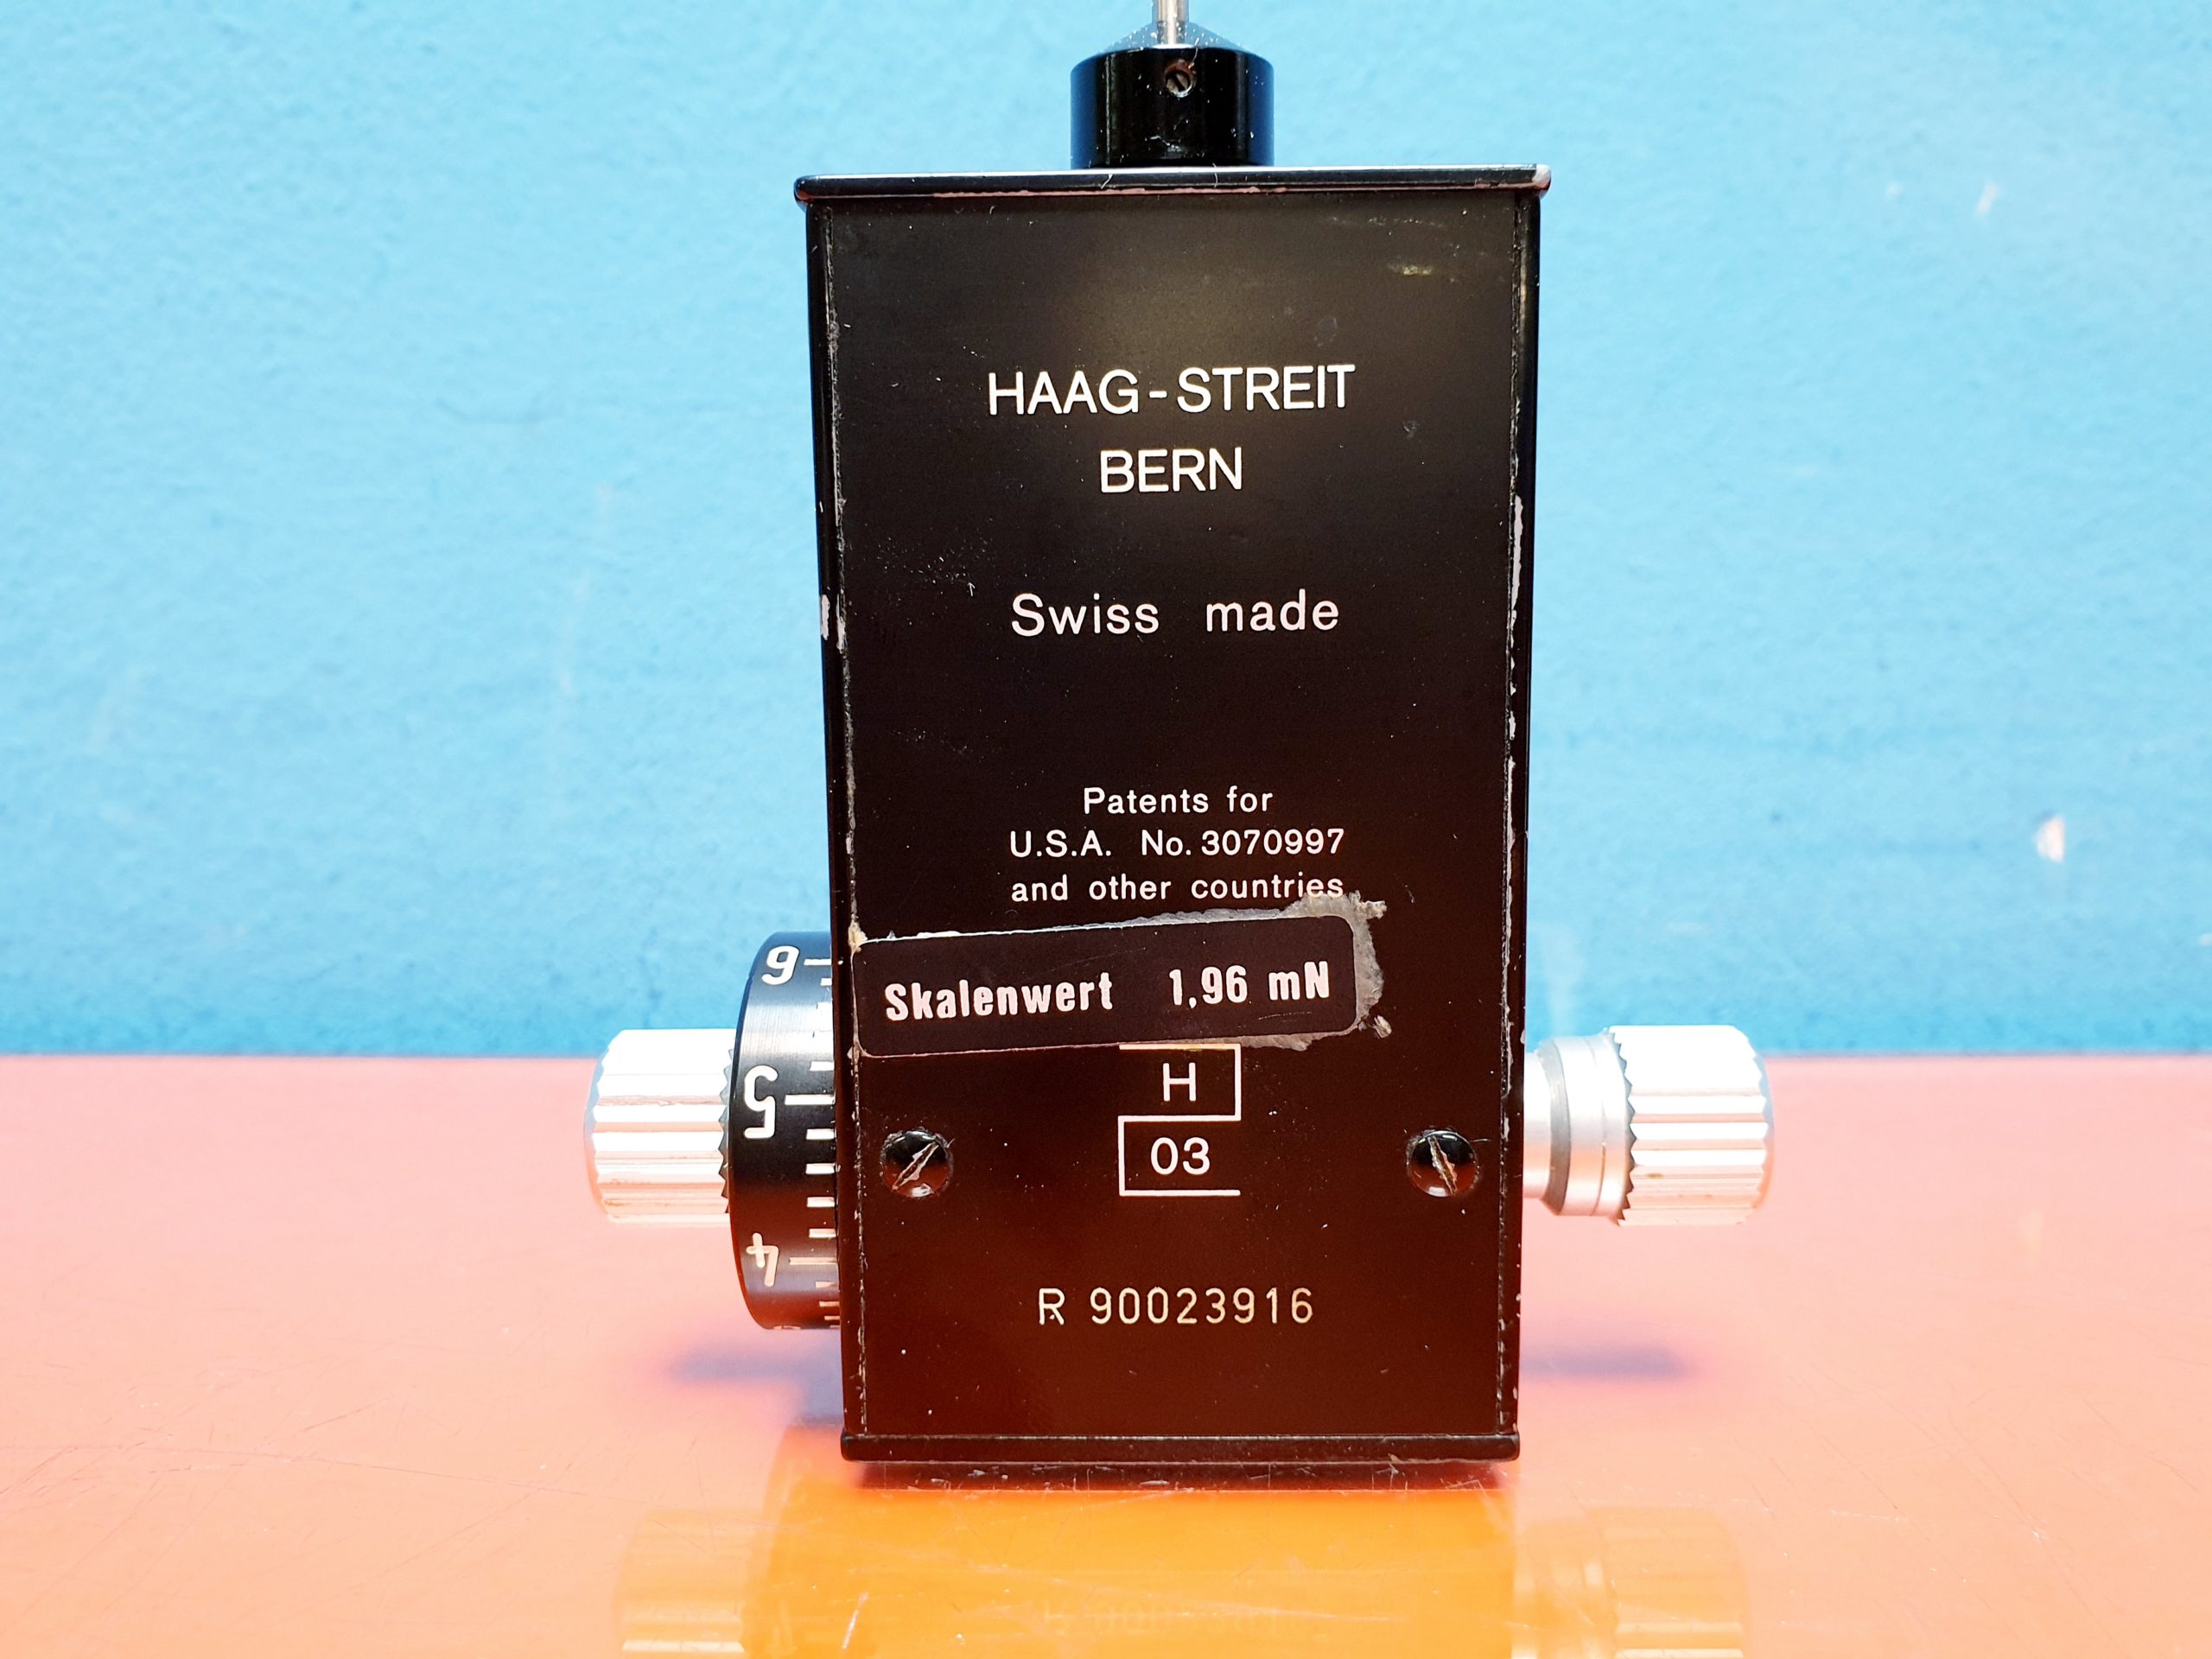 HAAG-STREIT
BERN
Swiss made
Patents for
U.S.A. No. 3070997
and other countries
Skalenwert 1,96 mN
6
5
4
H
03
R 90023916